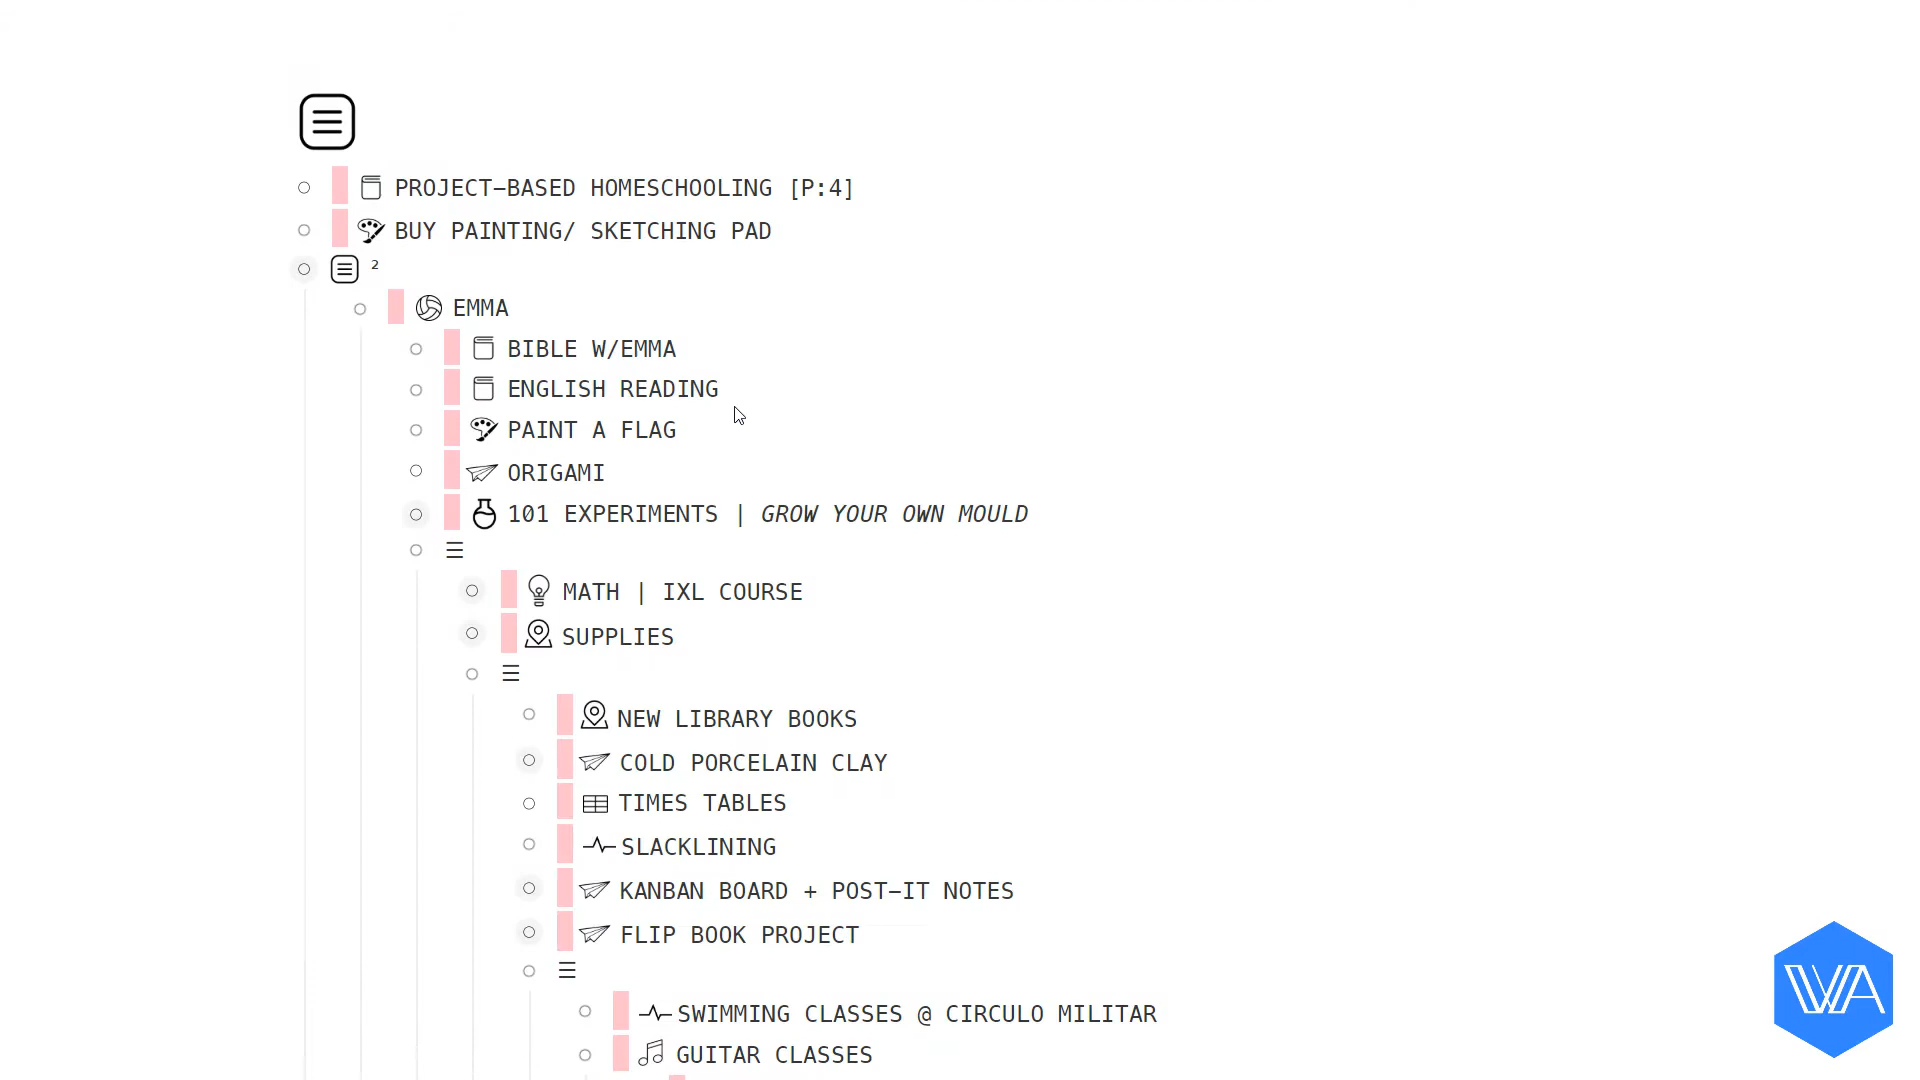 PROJECT-BASED HOMESCHOOLING [P:4]
BUY PAINTING/ SKETCHING PAD
2
EMMA
BIBLE W/EMMA
ENGLISH READING
PAINT A FLAG
ORIGAMI
101 EXPERIMENTS | GROW YOUR OWN MOULD
MATH | IXL COURSE
SUPPLIES
NEW LIBRARY BOOKS
COLD PORCELAIN CLAY
TIMES TABLES
SLACKLINING
KANBAN BOARD + POST-IT NOTES
FLIP BOOK PROJECT
SWIMMING CLASSES @ CIRCULO MILITAR
GUITAR CLASSES
WA